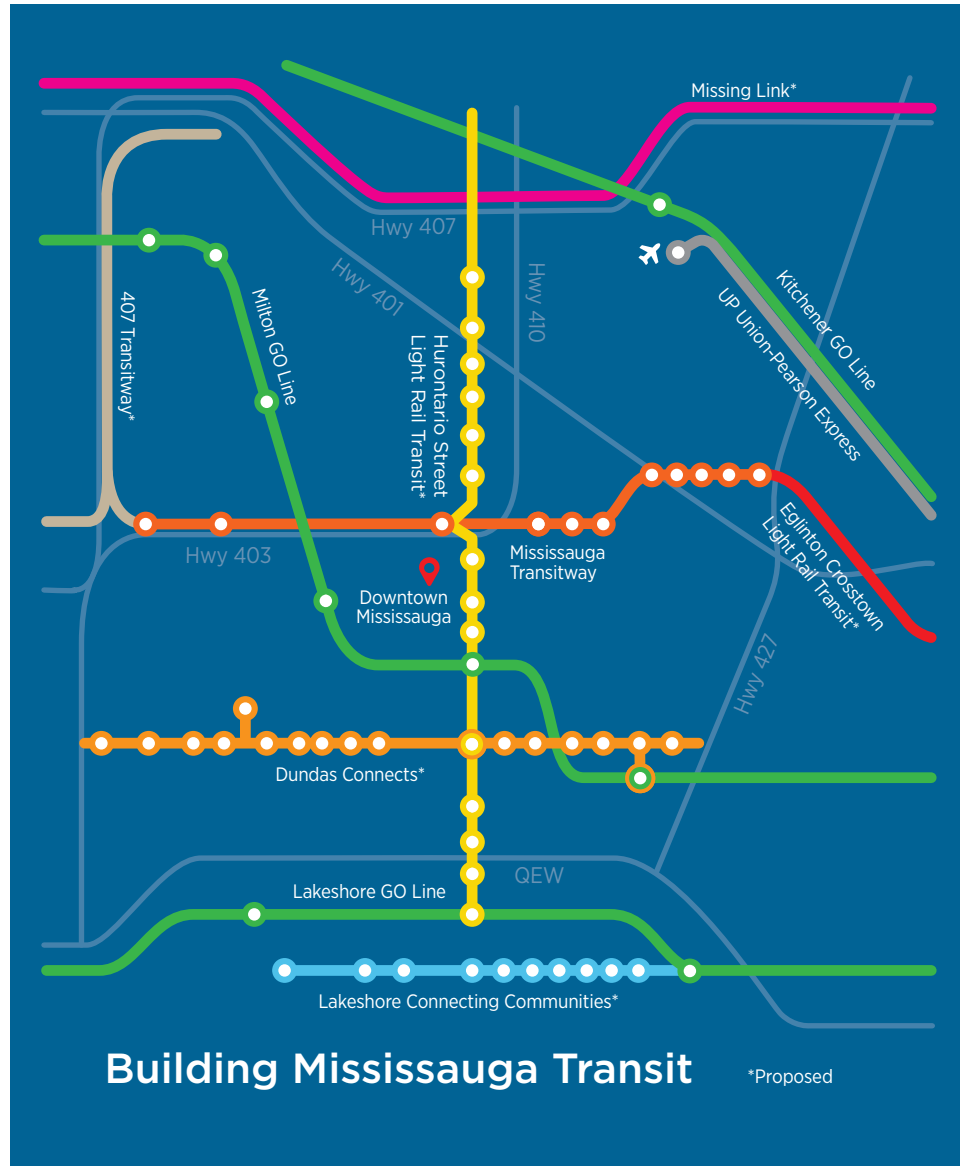 Missing Link*
Hwy 407
Hwy 401
Hwy 410
Kitchener GO Line
UP Union-Pearson Express
407 Transitway*
Milton GO Line
Hurontario Street
Light Rail Transit*
Hwy 403
Mississauga
Transitway
Eglinton Crosstown
Light Rail Transit*
Downtown
Mississauga
Hwy 427
Dundas Connects*
QEW
Lakeshore GO Line
Lakeshore Connecting Communities*
Building Mississauga Transit
*Proposed